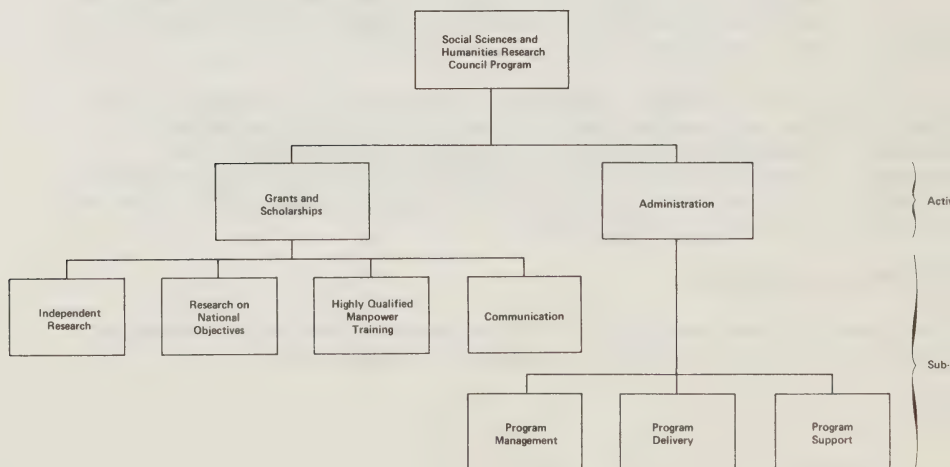 Social Sciences and
Humanities Research
Council Program
Grants and
Scholarships
Administration
Independent
Research
Research on
National
Objectives
Highly Qualified
Manpower
Training
Communication
Program
Management
Program
Delivery
Program
Support
Activ
Sub-